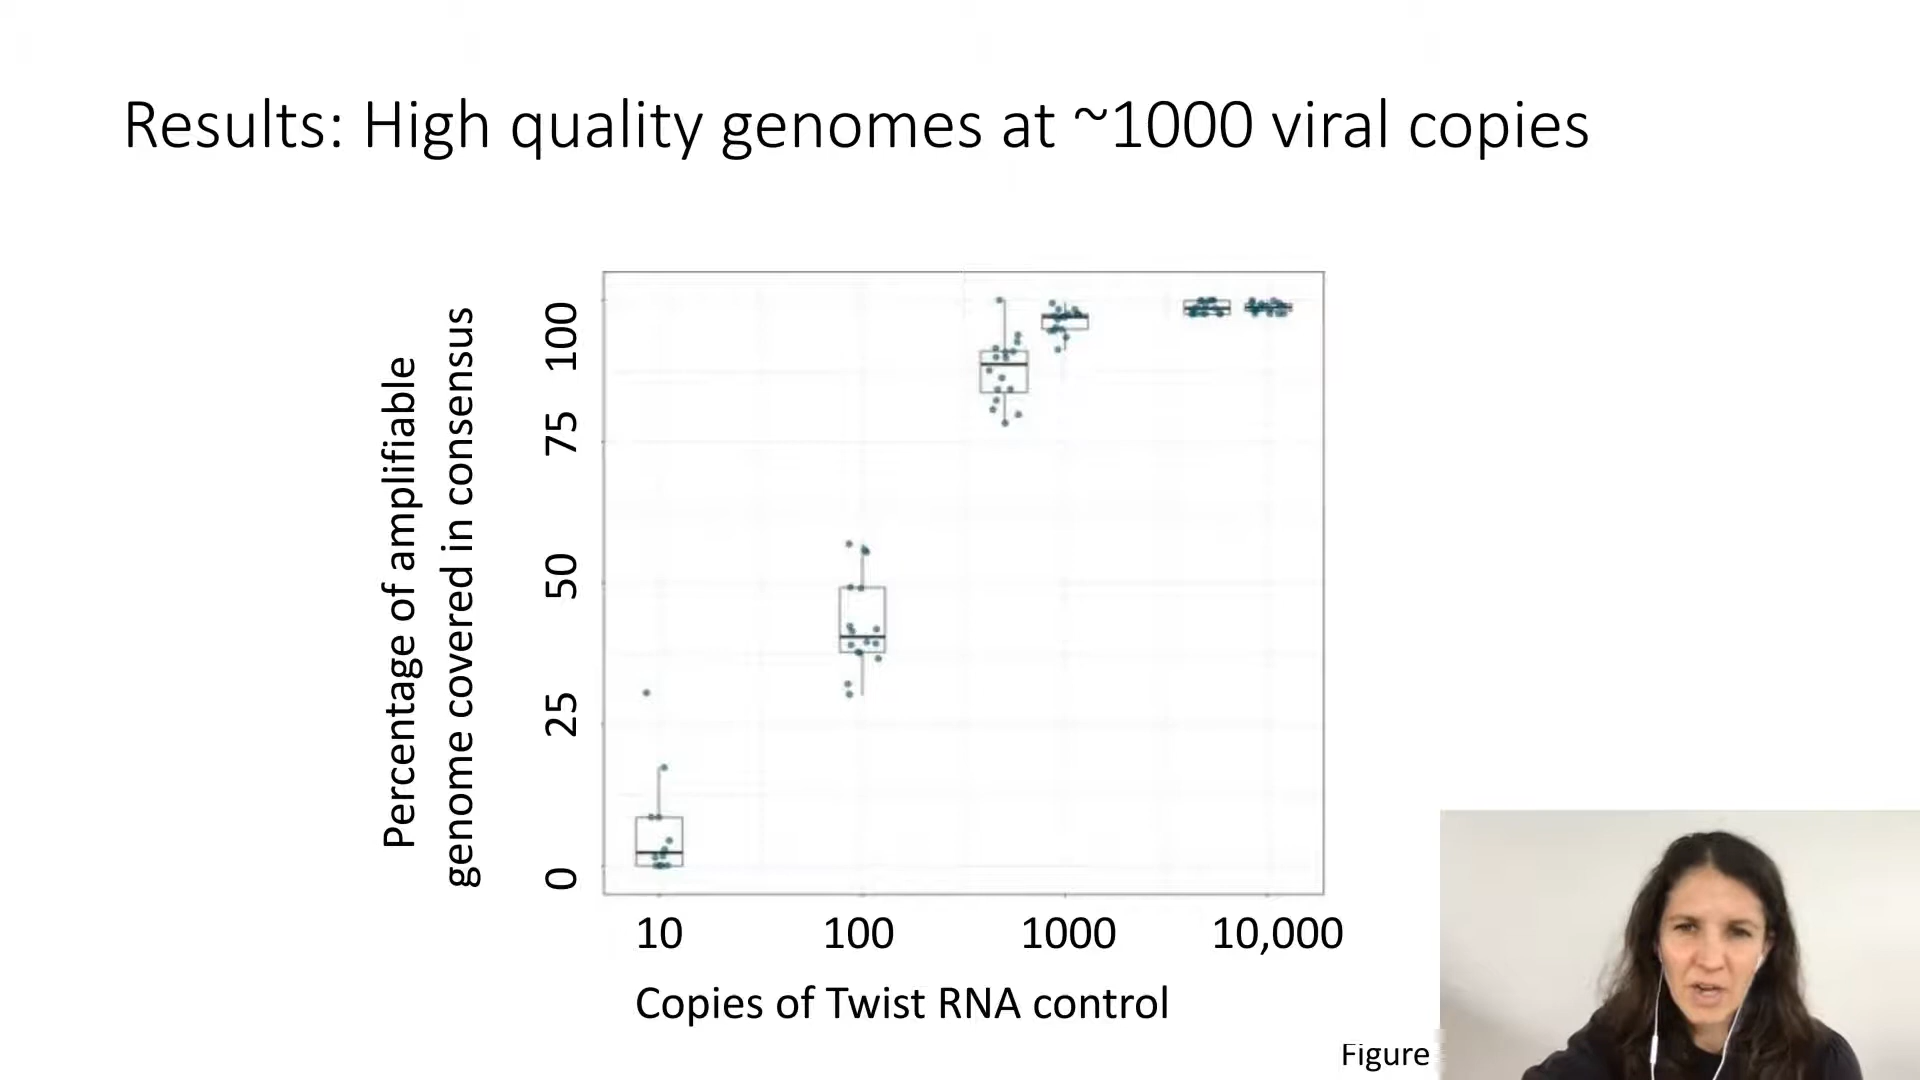 Results: High quality genomes at ~1000 viral copies
Percentage of amplifiable
genome covered in consensus
100
75
50
25
0
10 100 1000 10,000
Copies of Twist RNA control
Figure